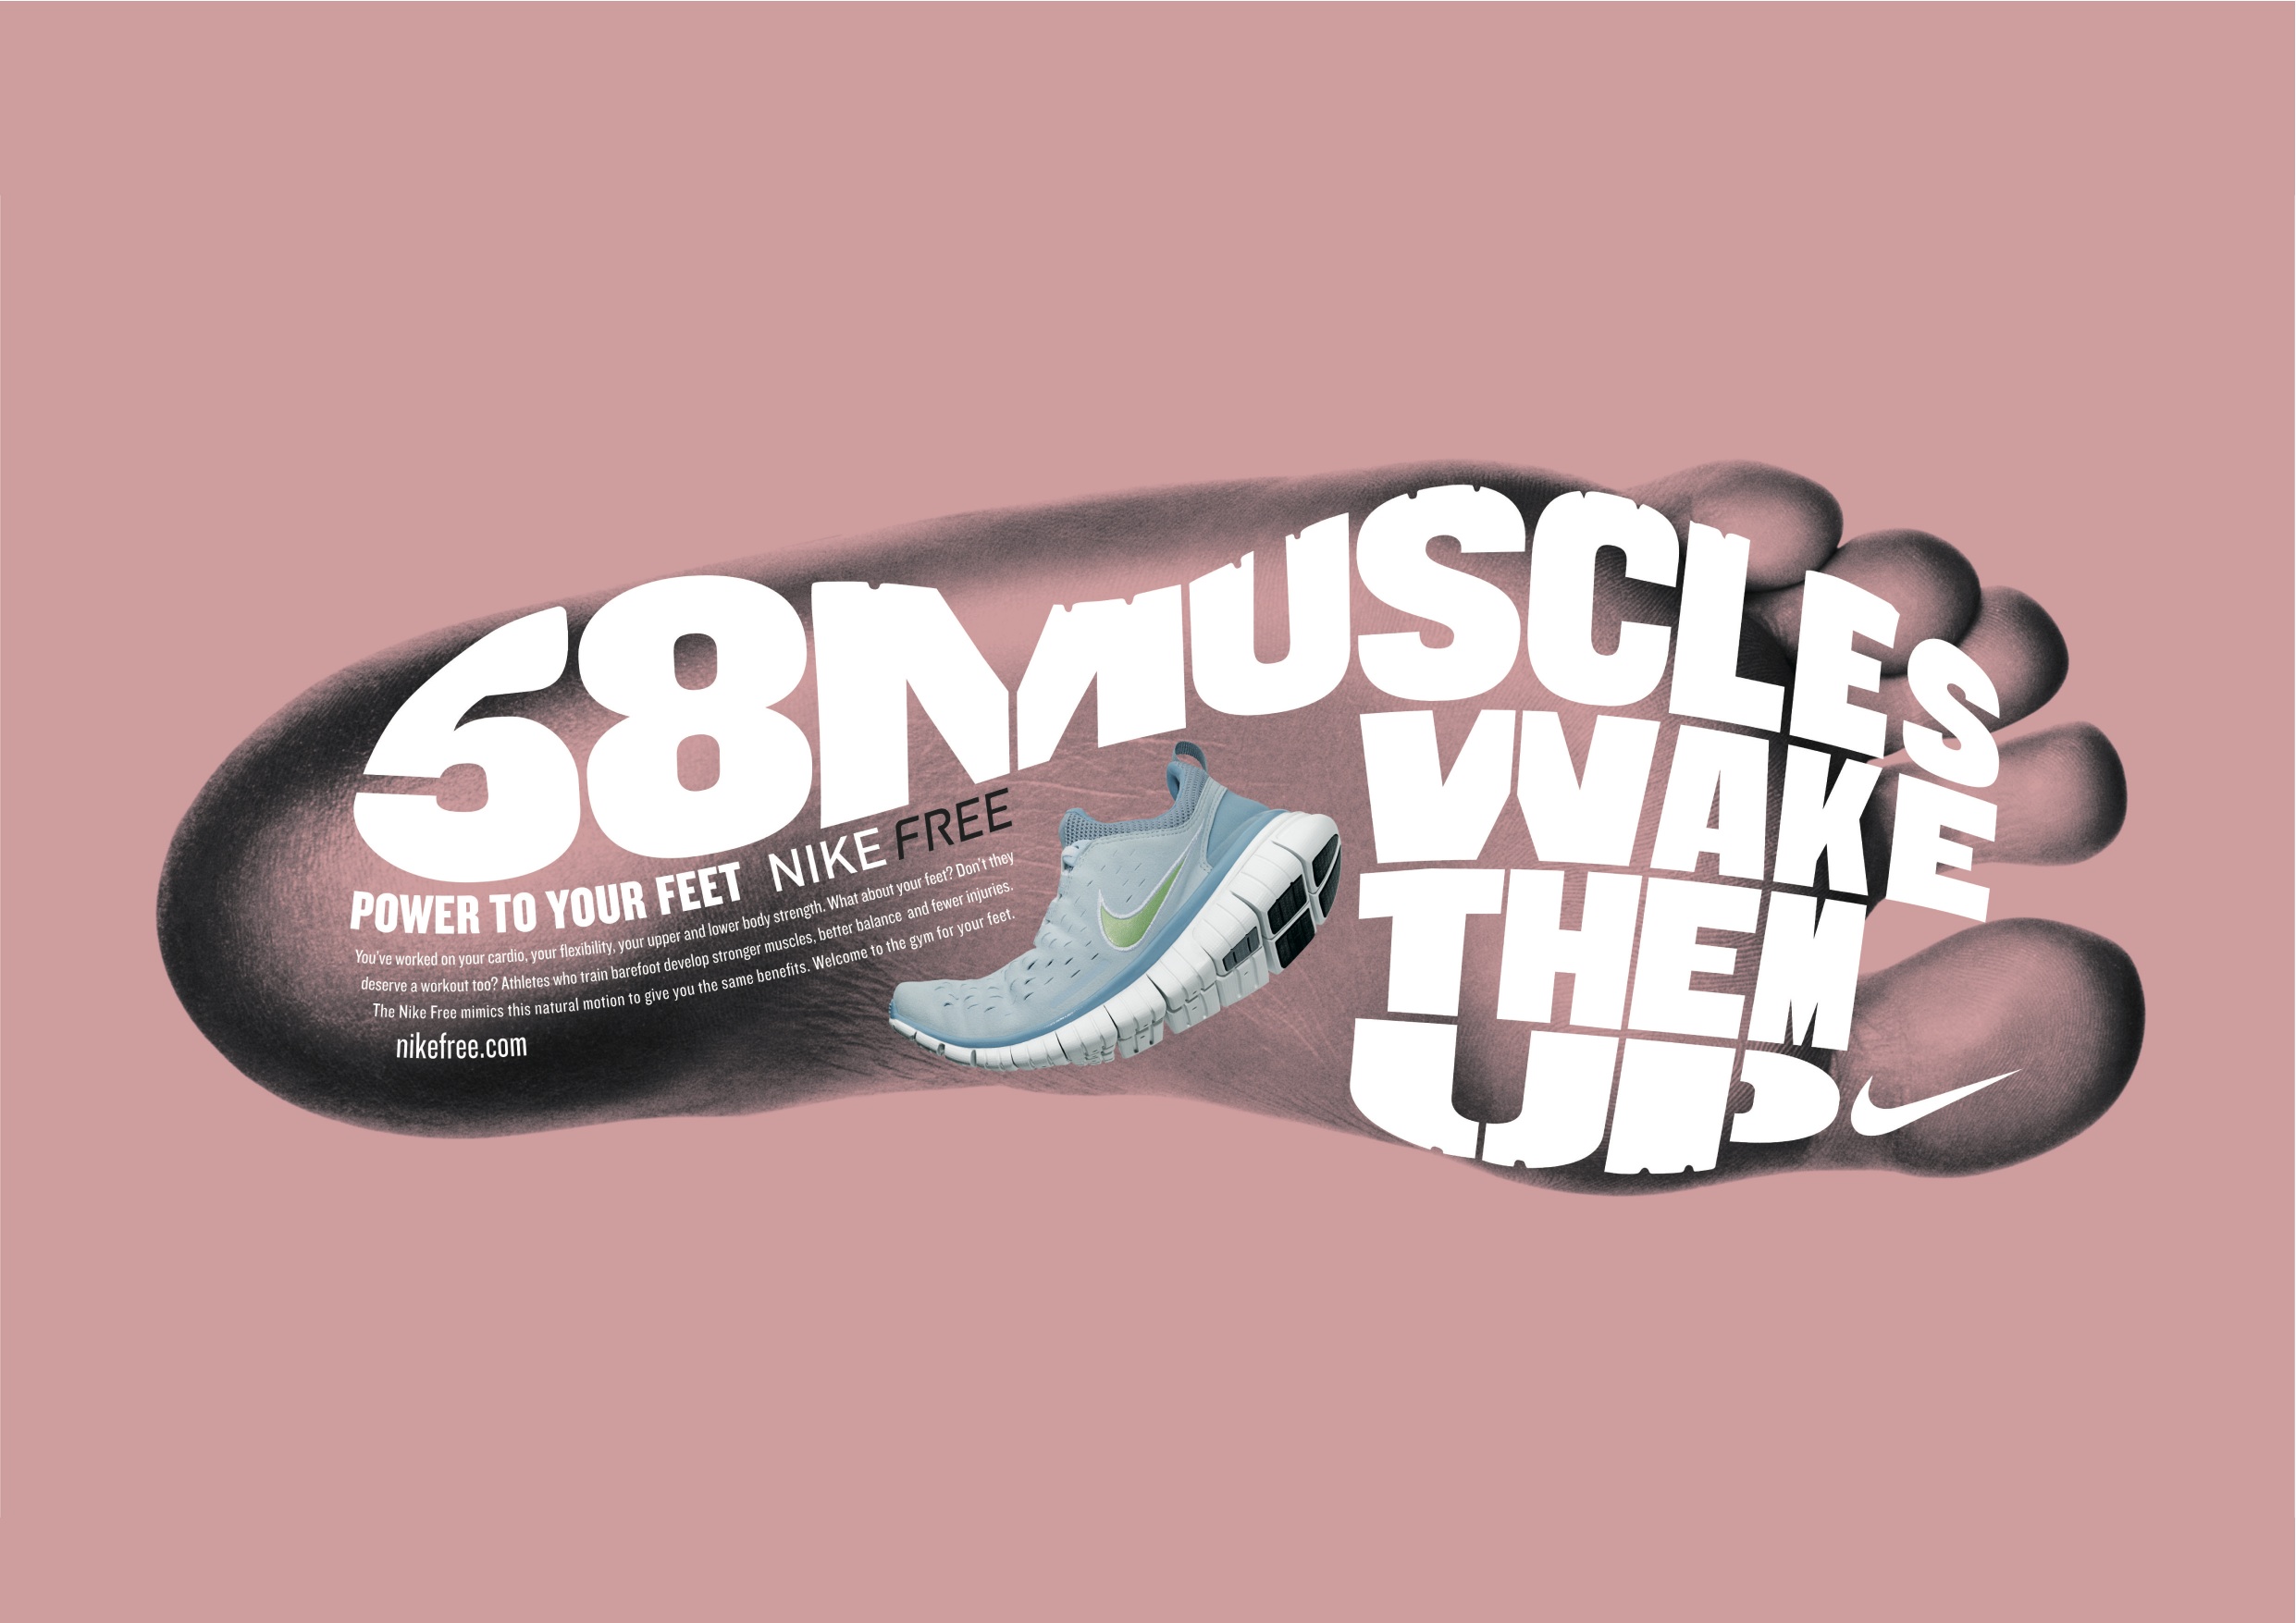 58 MUSCLES
WAKE
THEM
UP
POWER TO YOUR FEET NIKE FREE
You've worked on your cardio, your flexibility, your upper and lower body strength. What about your feet? Don't they
deserve a workout too? Athletes who train barefoot develop stronger muscles, better balance and fewer injuries.
The Nike Free mimics this natural motion to give you the same benefits. Welcome to the gym for your feet.
nikefree.com